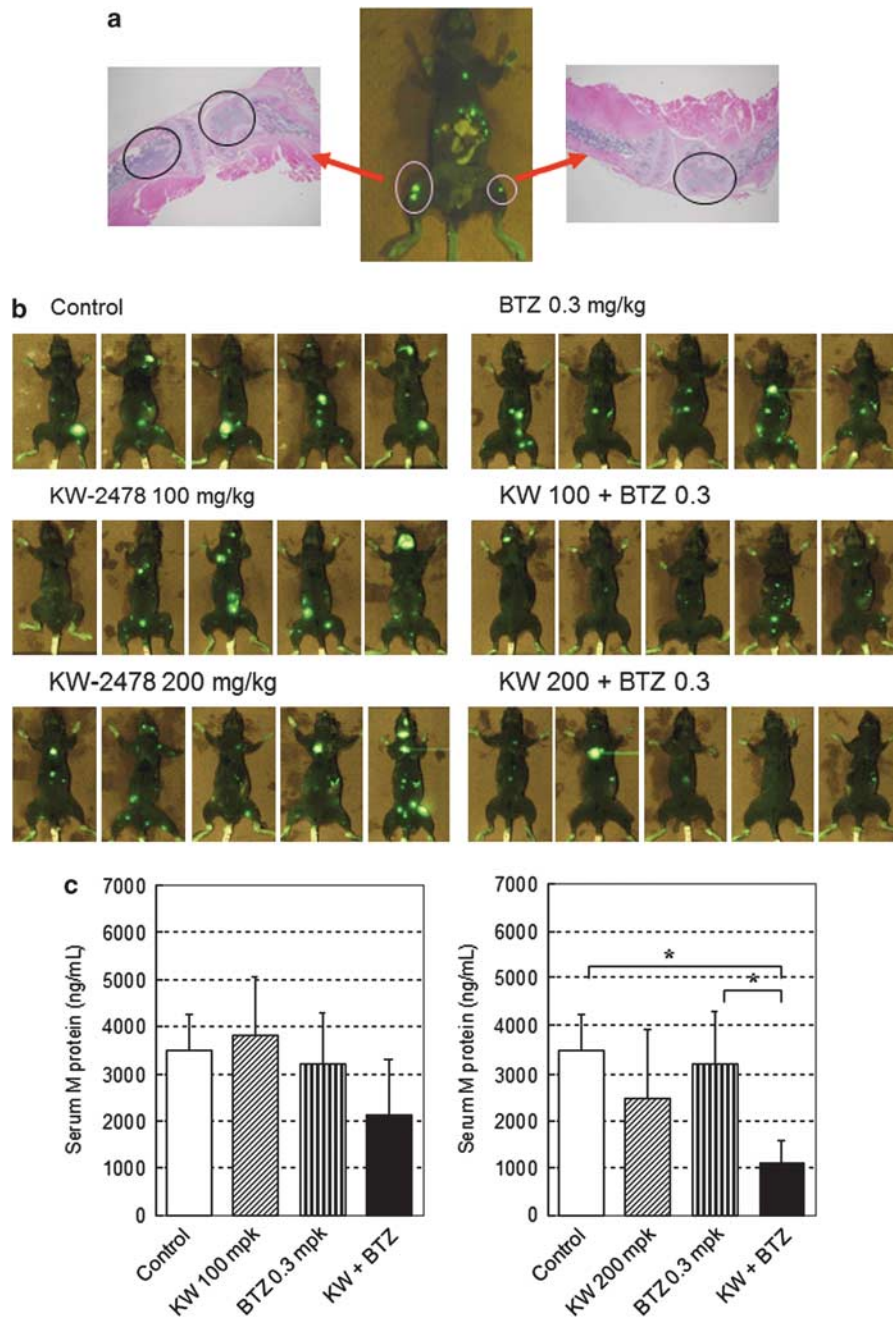 a
b
Control
BTZ 0.3 mg/kg
KW-2478 100 mg/kg
KW 100 + BTZ 0.3
KW-2478 200 mg/kg
KW 200 + BTZ 0.3
c
Serum M protein (ng/mL)
7000
6000
5000
4000
3000
2000
1000
0
Control
KW 100 mpk
BTZ 0.3 mpk
KW + BTZ
Serum M protein (ng/mL)
7000
6000
5000
4000
3000
2000
1000
0
*
*
Control
KW 200 mpk
BTZ 0.3 mpk
KW + BTZ